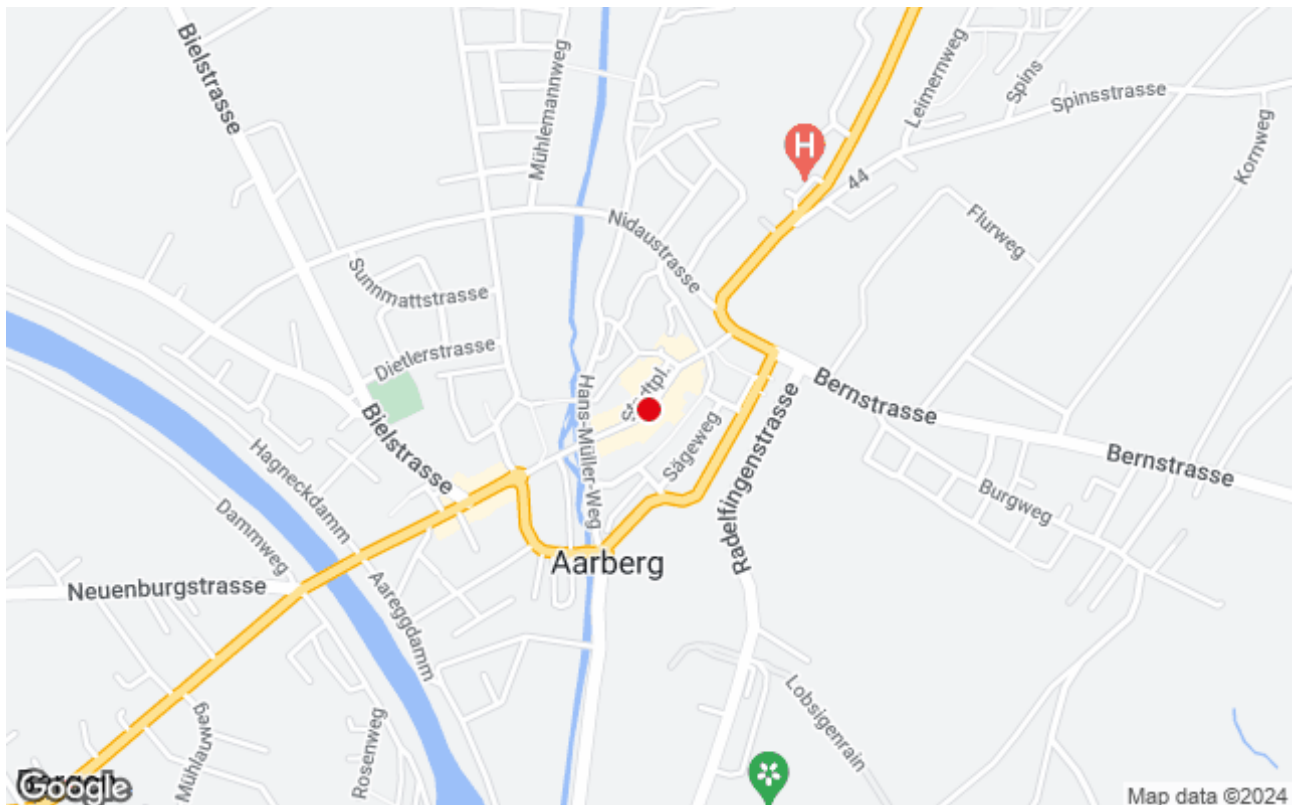 Bielstrasse
Mühlemannweg
Leimernweg
Spins
Spinsstrasse
Kornweg
H
44
Nidaustrasse
Flurweg
Sunnmattstrasse
Dietlerstrasse
Stadtpl.
Hans-Müller-Weg
Bernstrasse
Bielstrasse
Sägeweg
Radelfingenstrasse
Bernstrasse
Hagneckdamm
Burgweg
Dammweg
Aarberg
Neuenburgstrasse
Aareggdamm
Lobsigenrain
Mühlauweg
Rosenweg
Google
Map data ©2024